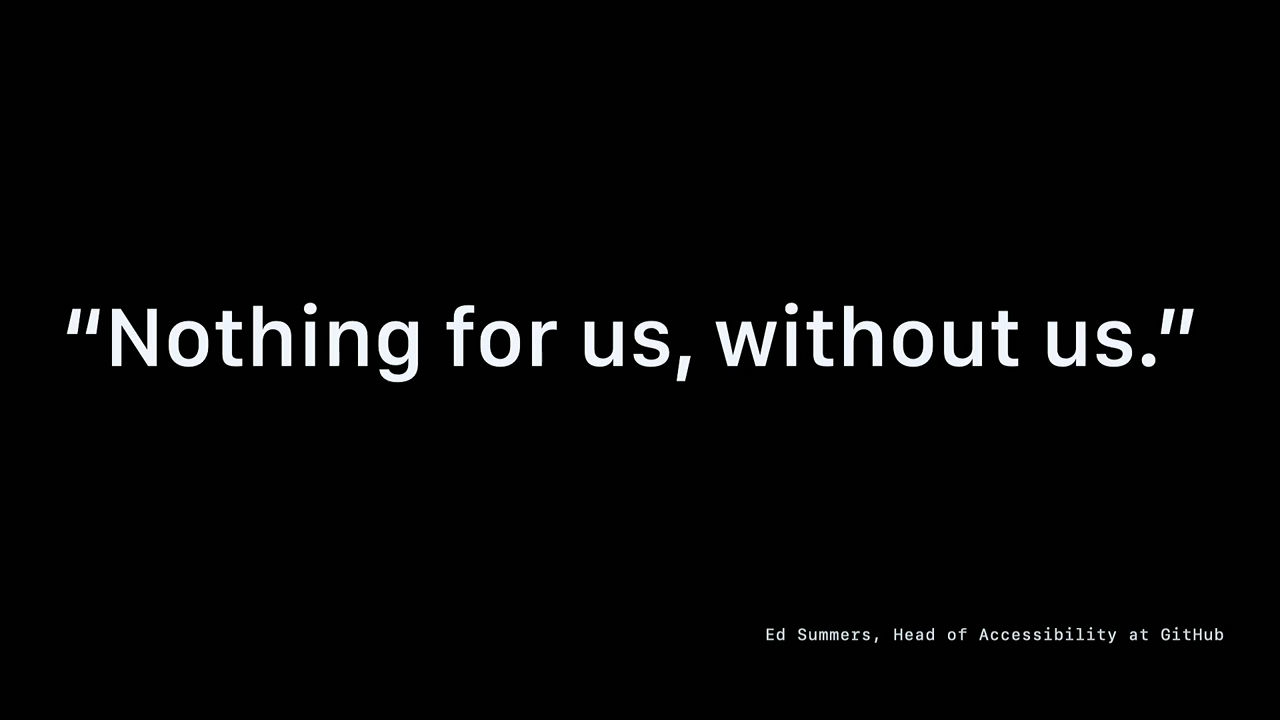 “Nothing for us, without us.”
Ed Summers, Head of Accessibility at GitHub